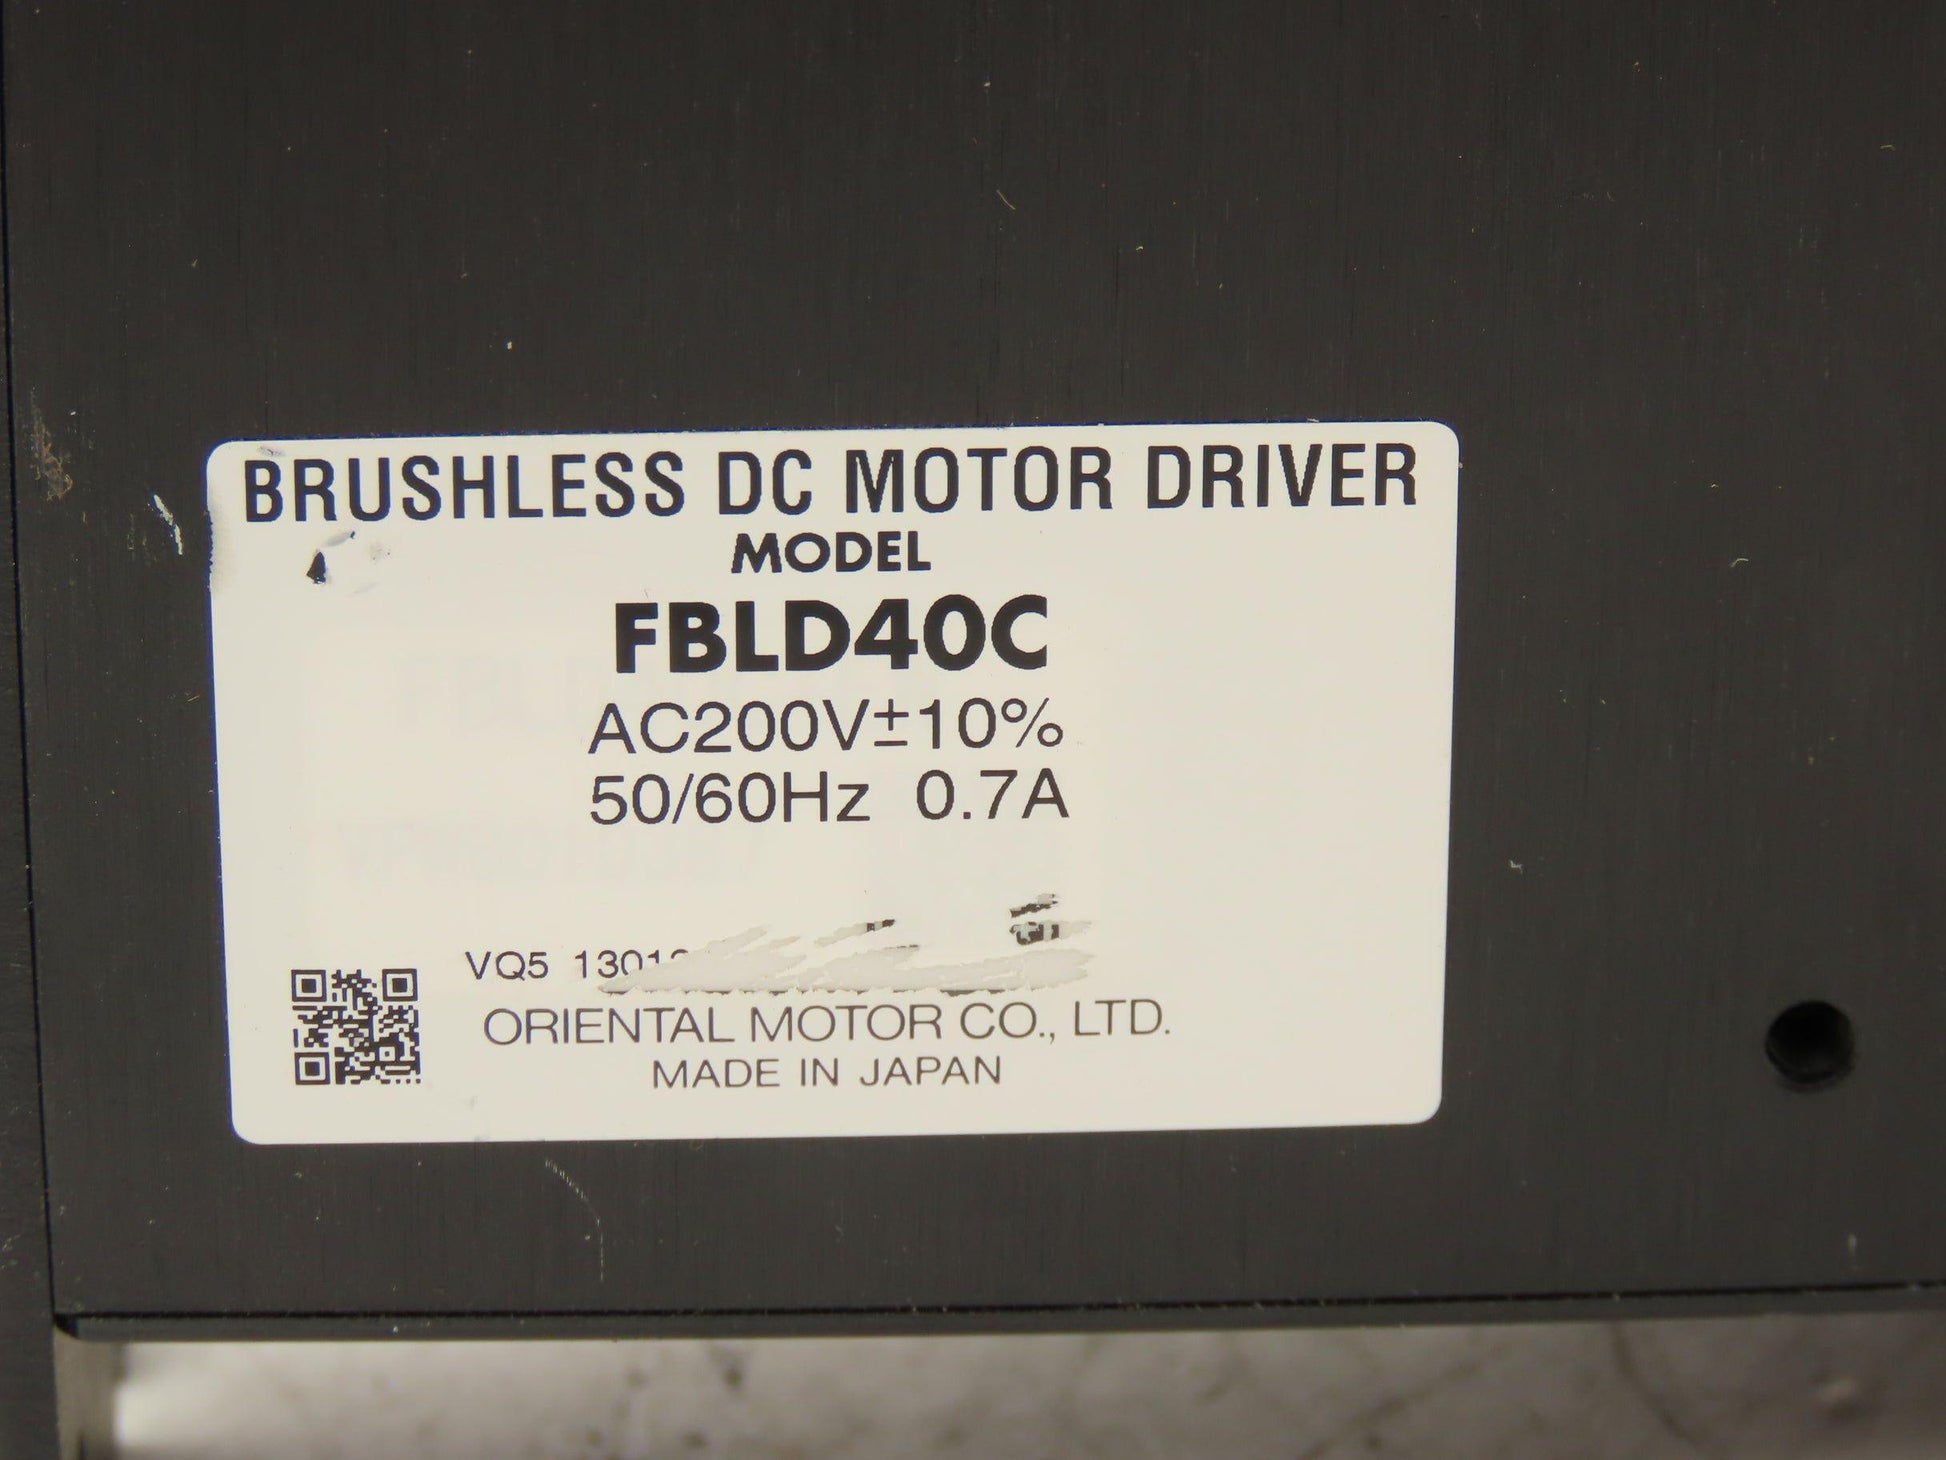 BRUSHLESS DC MOTOR DRIVER
MODEL
FBLD40C
AC200V±10%
50/60Hz 0.7A
VQ5
ORIENTAL MOTOR CO., LTD.
MADE IN JAPAN